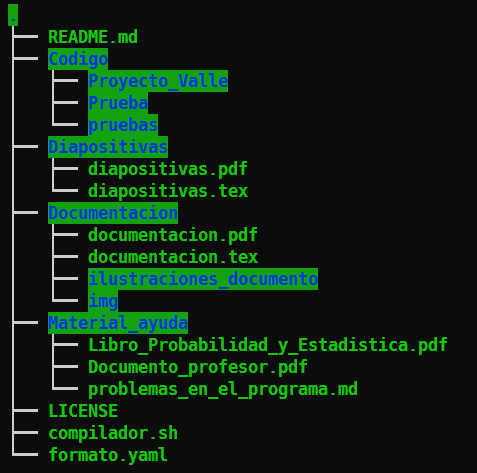 .
README.md
Codigo
Proyecto_Valle
Prueba
pruebas
Diapositivas
diapositivas.pdf
diapositivas.tex
Documentacion
documentacion.pdf
documentacion.tex
ilustraciones_documento
img
Material_ayuda
Libro_Probabilidad_y_Estadistica.pdf
Documento_profesor.pdf
problemas_en_el_programa.md
LICENSE
compilador.sh
formato.yaml